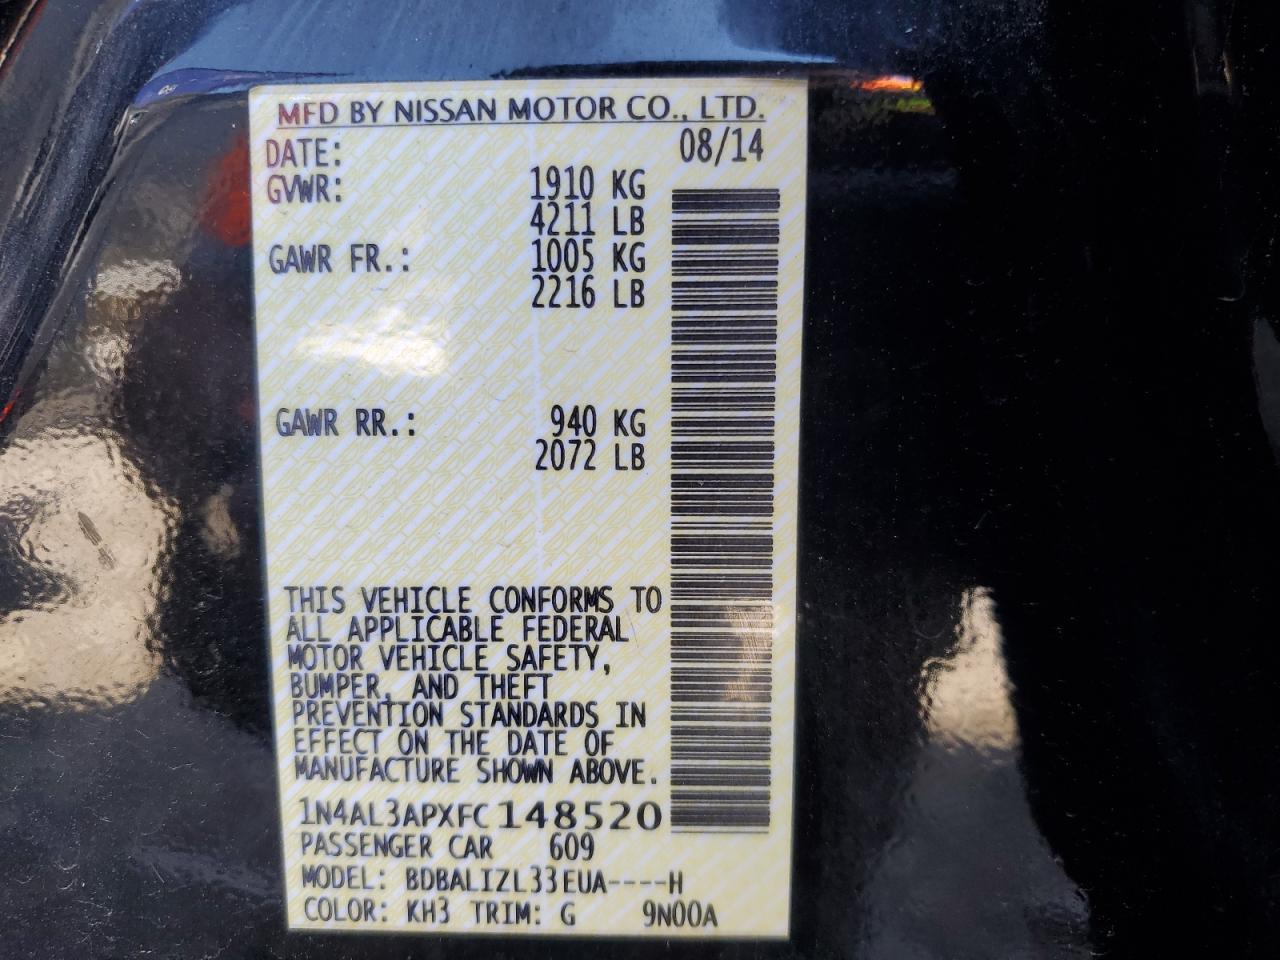 MFD BY NISSAN MOTOR CO., LTD.
DATE: 08/14
GVWR: 1910 KG
4211 LB
GAWR FR.: 1005 KG
2216 LB
GAWR RR.: 940 KG
2072 LB
THIS VEHICLE CONFORMS TO
ALL APPLICABLE FEDERAL
MOTOR VEHICLE SAFETY,
BUMPER, AND THEFT
PREVENTION STANDARDS IN
EFFECT ON THE DATE OF
MANUFACTURE SHOWN ABOVE.
1N4AL3APXFC148520
PASSENGER CAR 609
MODEL: BDBALIZL33EUA----H
COLOR: KH3 TRIM: G 9N00A